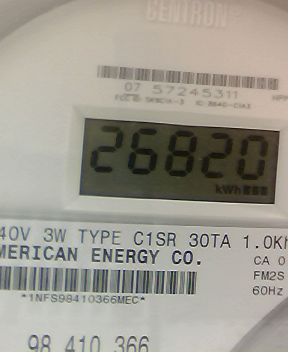 CENTRON®
07 57245311
26820
kWh
40V 3W TYPE C1SR 30TA 1.0Kh
MERICAN ENERGY CO.
CA 0
FM2S
*1NFS98410366MEC*
60Hz
98 410 366